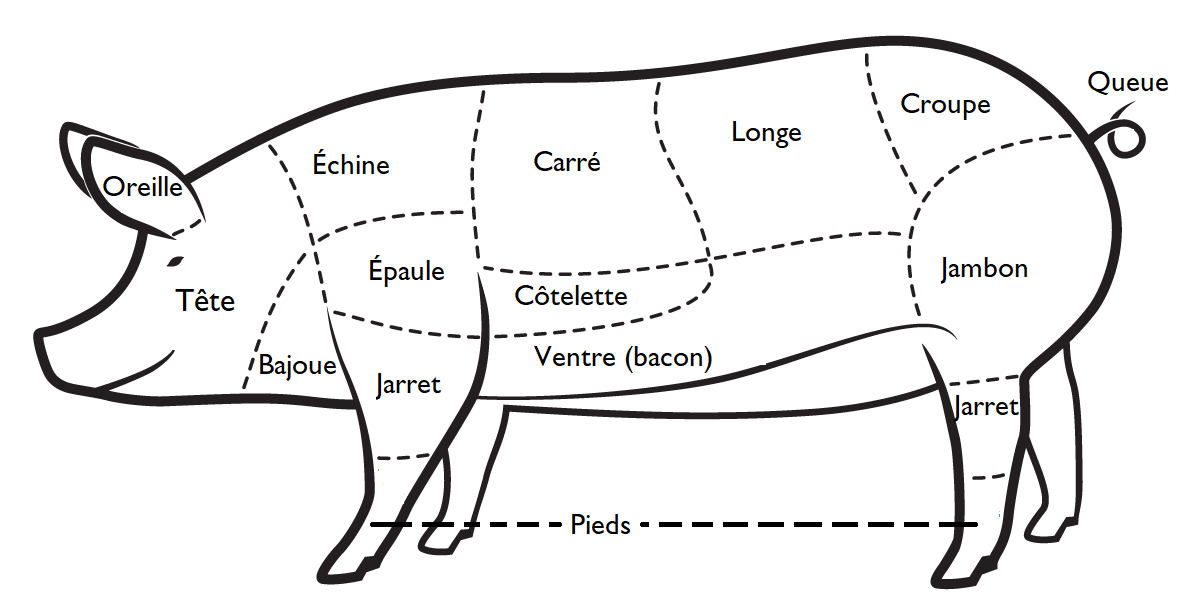 Queue
Croupe
Longe
Échine
Carré
Oreille
Épaule
Jambon
Côtelette
Tête
Ventre (bacon)
Bajoue
Jarret
Jarret
Pieds